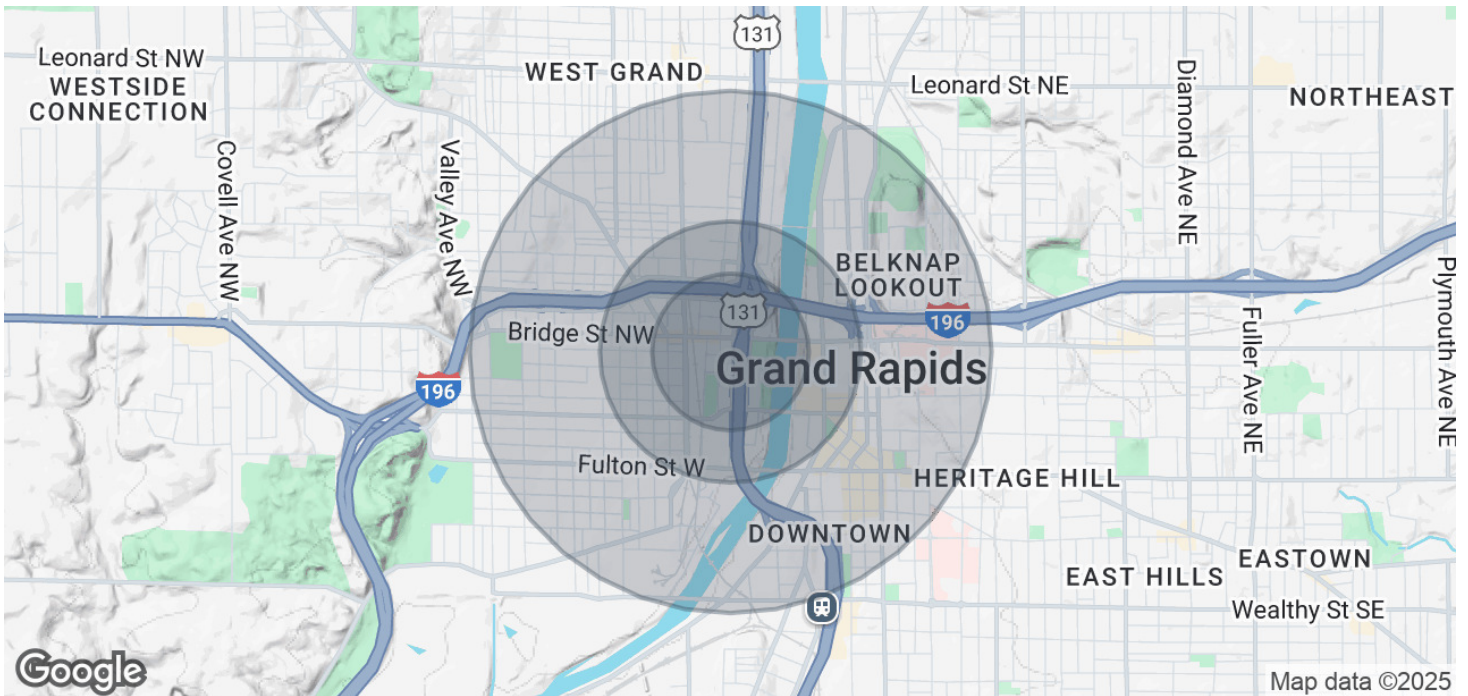 131
Leonard St NW
WESTSIDE
CONNECTION
WEST GRAND
Leonard St NE
Diamond Ave NE
NORTHEAST
Covell Ave NW
Valley Ave NW
BELKNAP
LOOKOUT
131
196
Bridge St NW
Grand Rapids
196
Fuller Ave NE
Plymouth Ave NE
Fulton St W
HERITAGE HILL
DOWNTOWN
EASTOWN
EAST HILLS
Wealthy St SE
Google
Map data ©2025